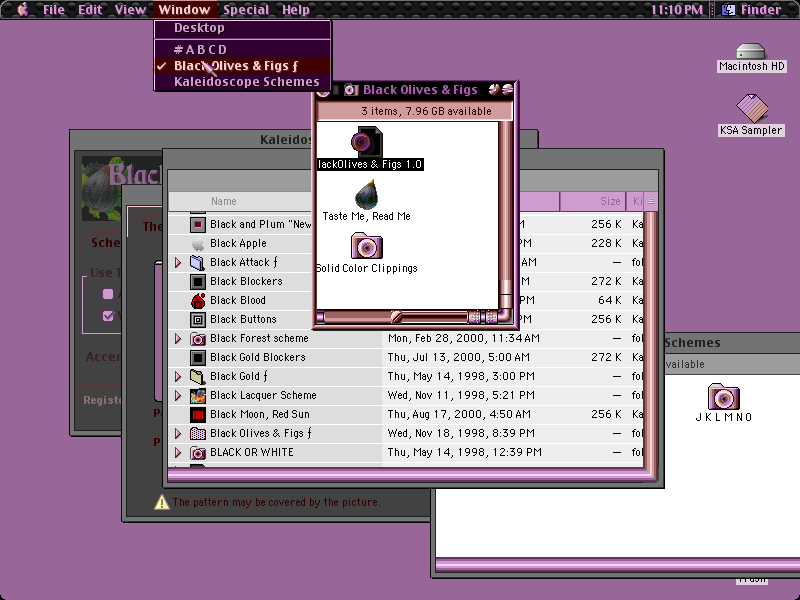 File Edit View Window Special Help 11:10 PM Finder
Desktop
# A B C D
✓ Black Olives & Figs ƒ
Kaleidoscope Schemes
Macintosh HD
KSA Sampler
Black Olives & Figs
3 items, 7.96 GB available
lackOlives & Figs 1.0
Taste Me, Read Me
Solid Color Clippings
Kaleidos
Black
Sche
The
Use T
Accen
Registe
P
P
Name Size Ki
Black and Plum "New M 256 K Ka
Black Apple PM 228 K Ka
Black Attack ƒ AM — fol
Black Blockers M 272 K Ka
Black Blood PM 64 K Ka
Black Buttons PM 256 K Ka
Black Forest scheme Mon, Feb 28, 2000, 11:34 AM — fol
Black Gold Blockers Thu, Jul 13, 2000, 5:00 AM 272 K Ka
Black Gold ƒ Thu, May 14, 1998, 3:00 PM — fol
Black Lacquer Scheme Wed, Nov 11, 1998, 5:21 PM — fol
Black Moon, Red Sun Thu, Aug 17, 2000, 4:50 AM 256 K Ka
Black Olives & Figs ƒ Wed, Nov 18, 1998, 8:39 PM — fol
BLACK OR WHITE Thu, May 14, 1998, 12:39 PM — fol
The pattern may be covered by the picture.
Schemes
vailable
J K L M N O
Trash